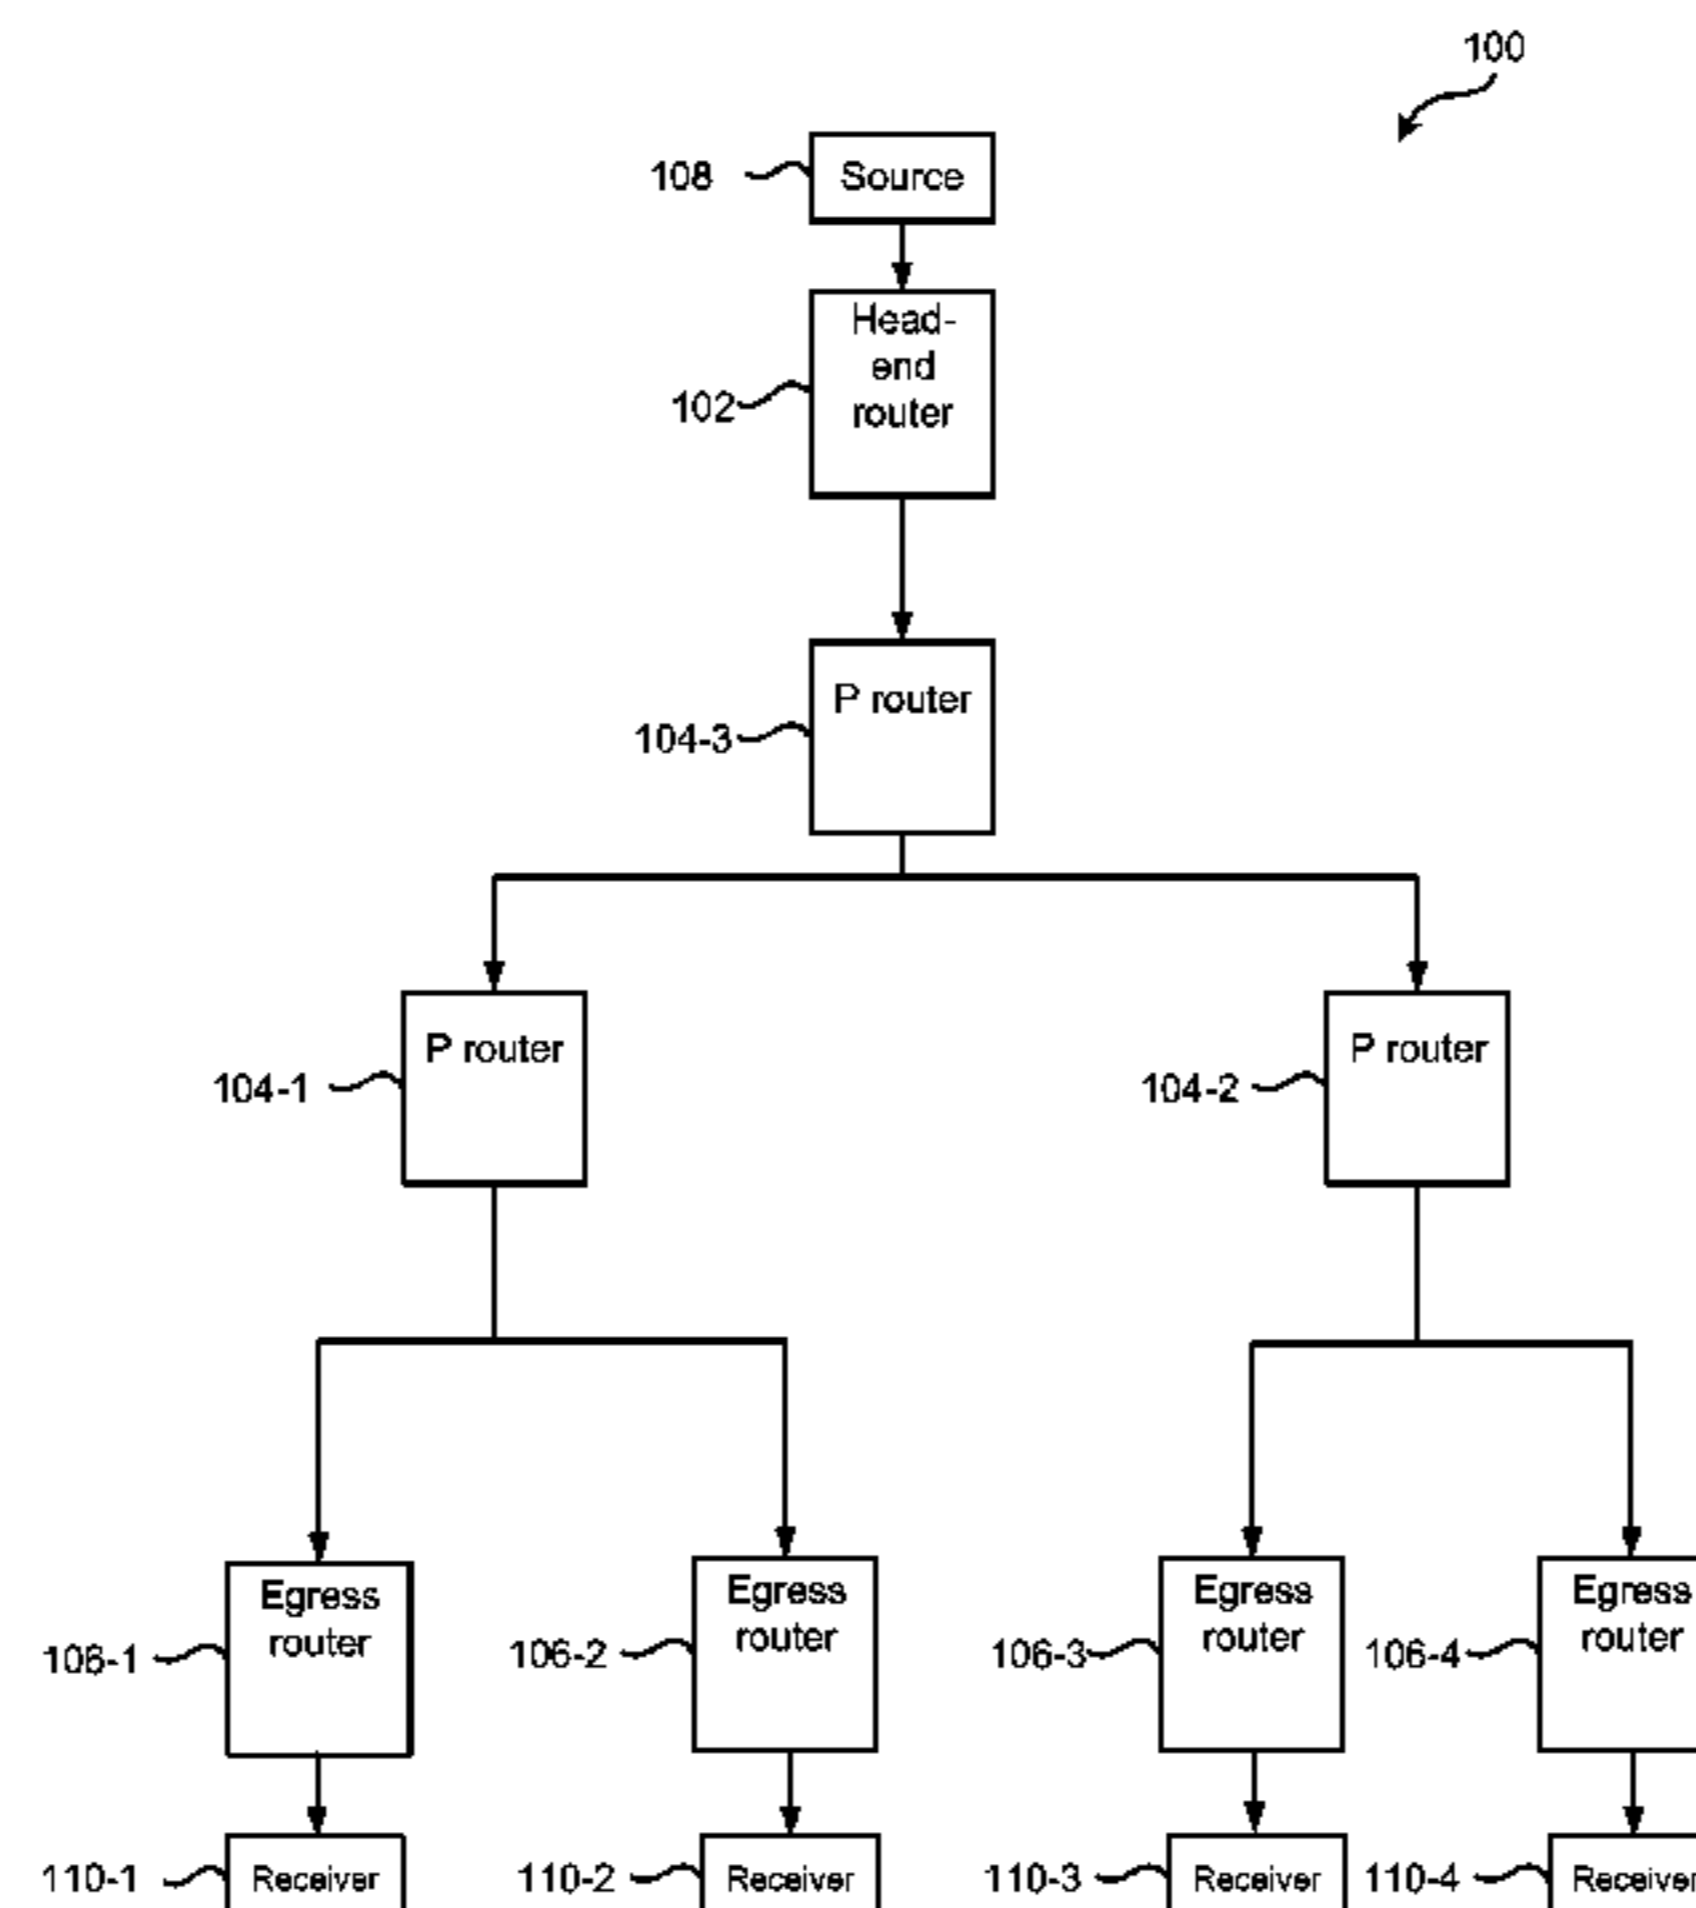 100
108 Source
Head-
end
102 router
P router
104-3
P router P router
104-1 104-2
Egress Egress Egress Egress
router router router router
106-1 106-2 106-3 106-4
110-1 Receiver 110-2 Receiver 110-3 Receiver 110-4 Receiver